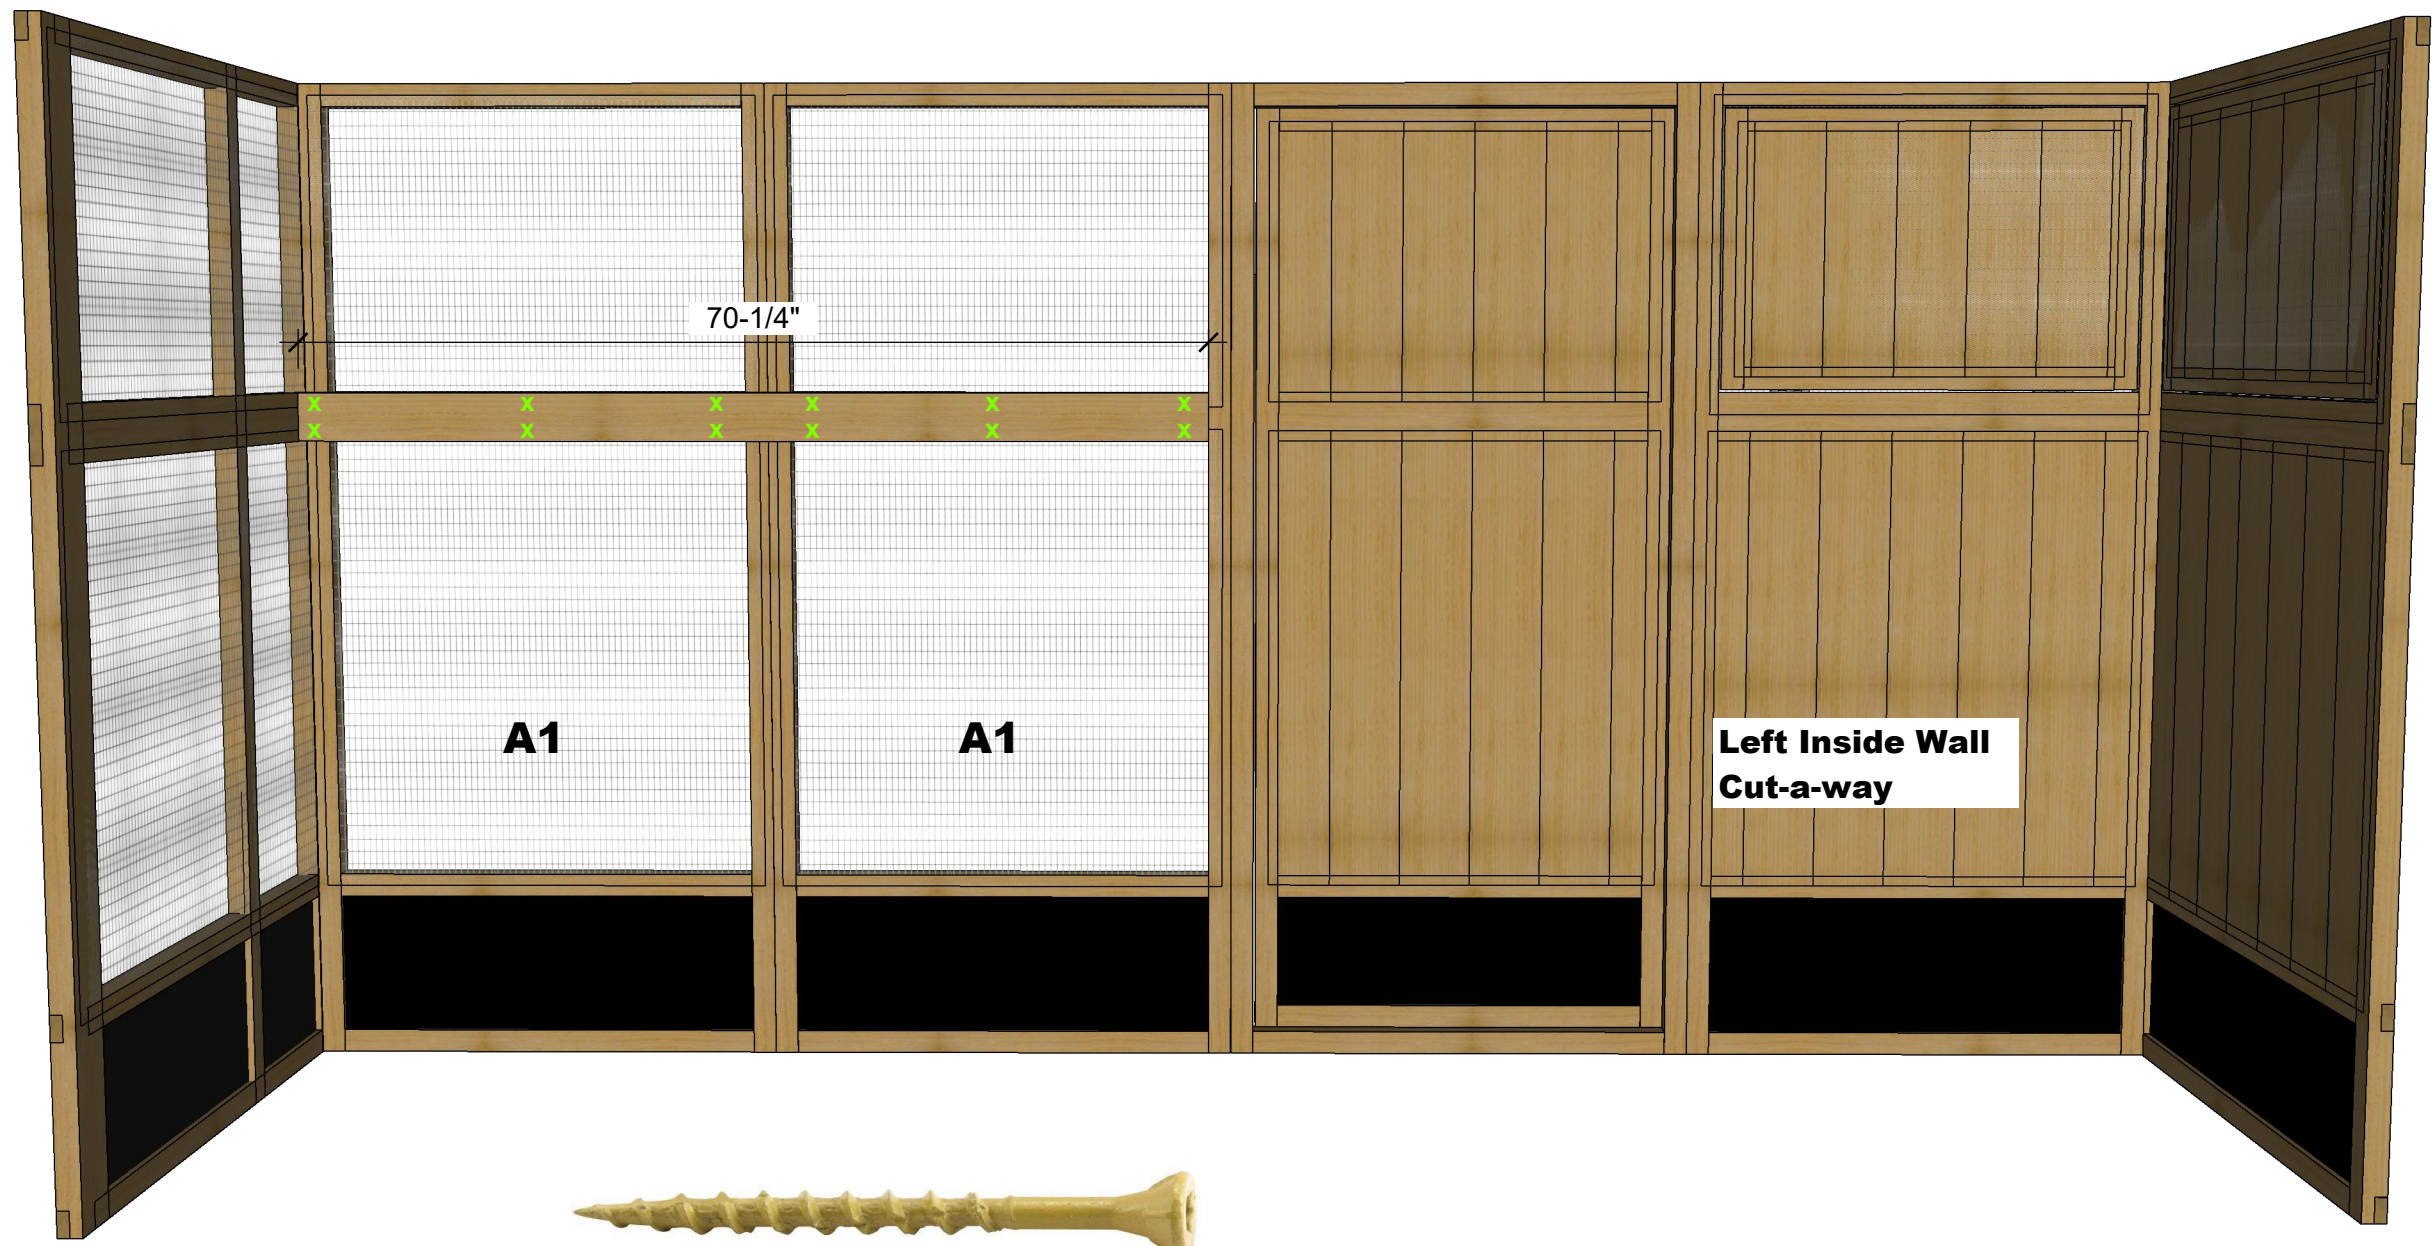 70-1/4"
x x x x x x
x x x x x x
A1 A1
Left Inside Wall
Cut-a-way